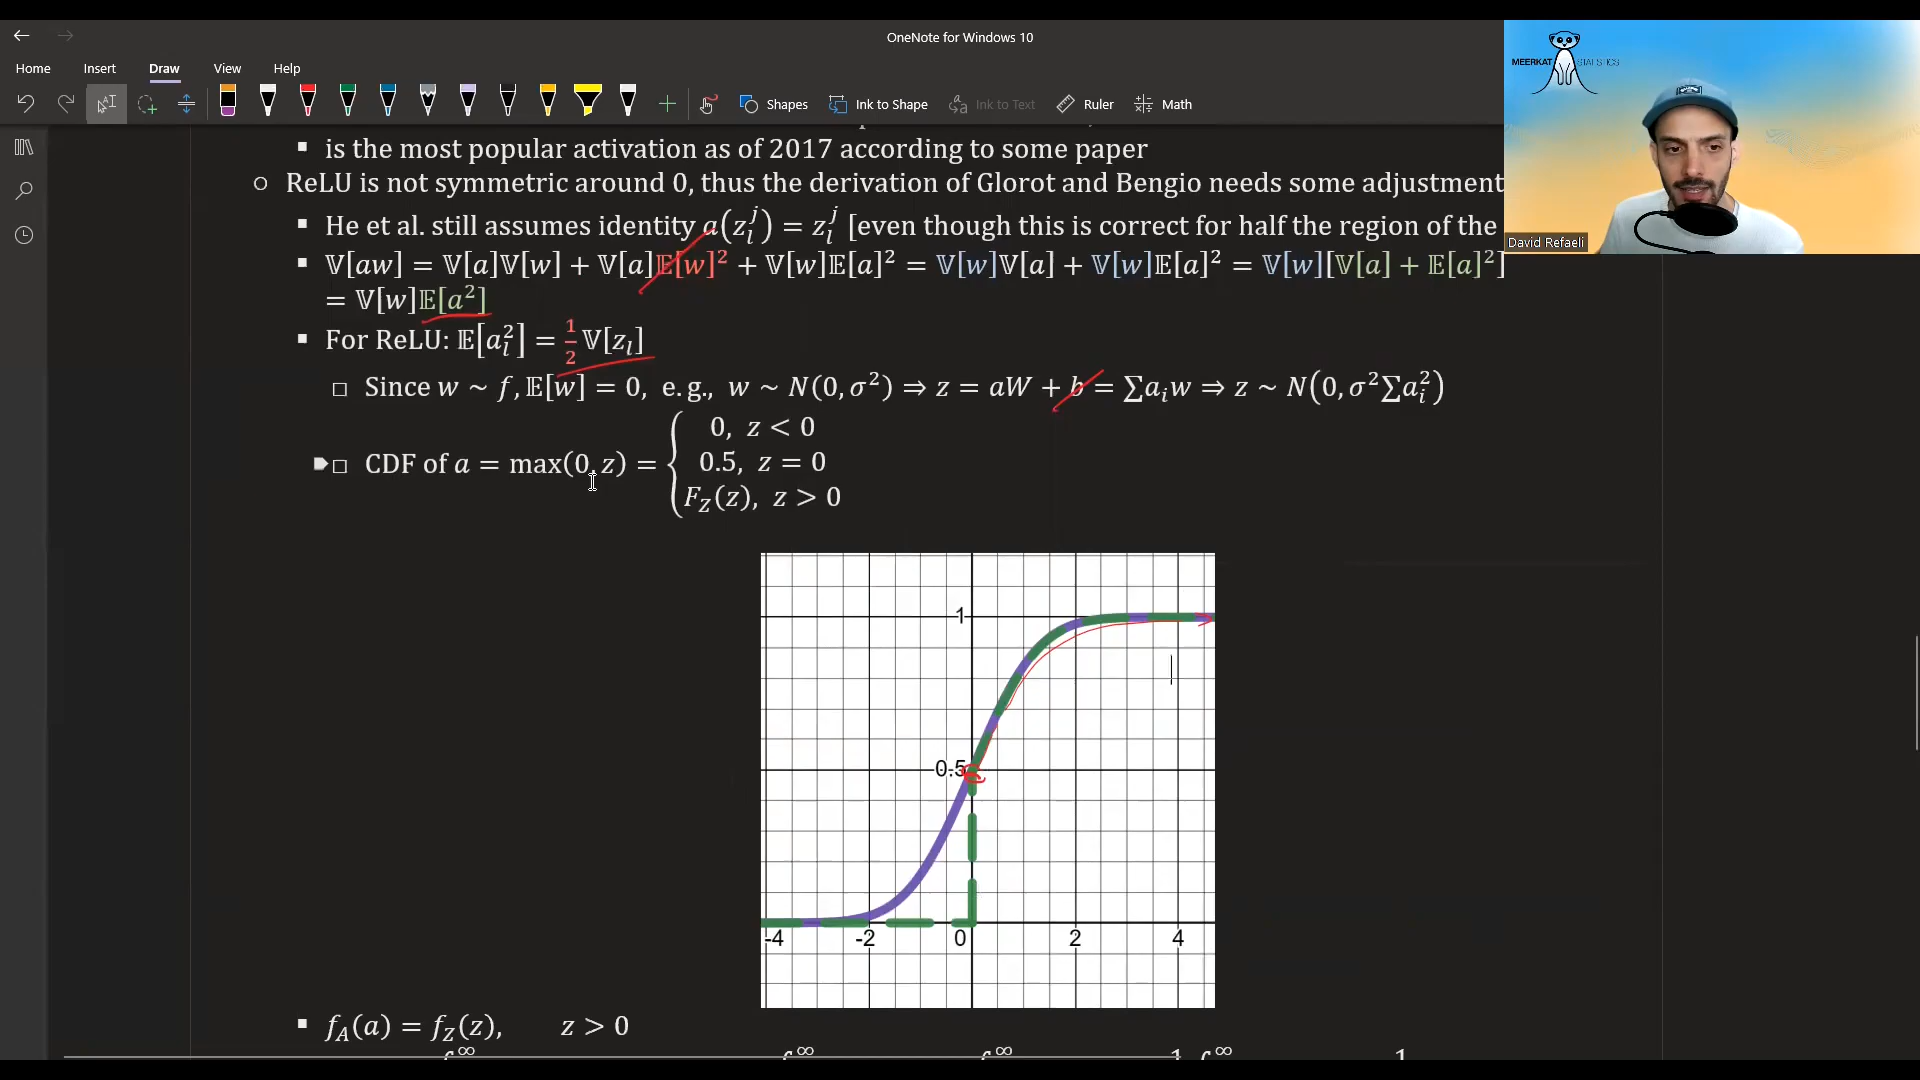 OneNote for Windows 10
Home Insert Draw View Help
Shapes Ink to Shape Ink to Text Ruler Math
MEERKAT STATISTICS
David Refaeli
▪ is the most popular activation as of 2017 according to some paper
○ ReLU is not symmetric around 0, thus the derivation of Glorot and Bengio needs some adjustment
▪ He et al. still assumes identity a(z_l^j) = z_l^j [even though this is correct for half the region of the
▪ 𝕍[aw] = 𝕍[a]𝕍[w] + 𝕍[a]𝔼[w]² + 𝕍[w]𝔼[a]² = 𝕍[w]𝕍[a] + 𝕍[w]𝔼[a]² = 𝕍[w][𝕍[a] + 𝔼[a]²]
= 𝕍[w]𝔼[a²]
▪ For ReLU: 𝔼[a_l²] = 1/2 𝕍[z_l]
□ Since w ~ f, 𝔼[w] = 0, e.g., w ~ N(0, σ²) ⇒ z = aW + b = ∑a_i w ⇒ z ~ N(0, σ²∑a_i²)
□ CDF of a = max(0, z) = {
0, z < 0
0.5, z = 0
F_Z(z), z > 0
1
0.5
-4 -2 0 2 4
▪ f_A(a) = f_Z(z), z > 0